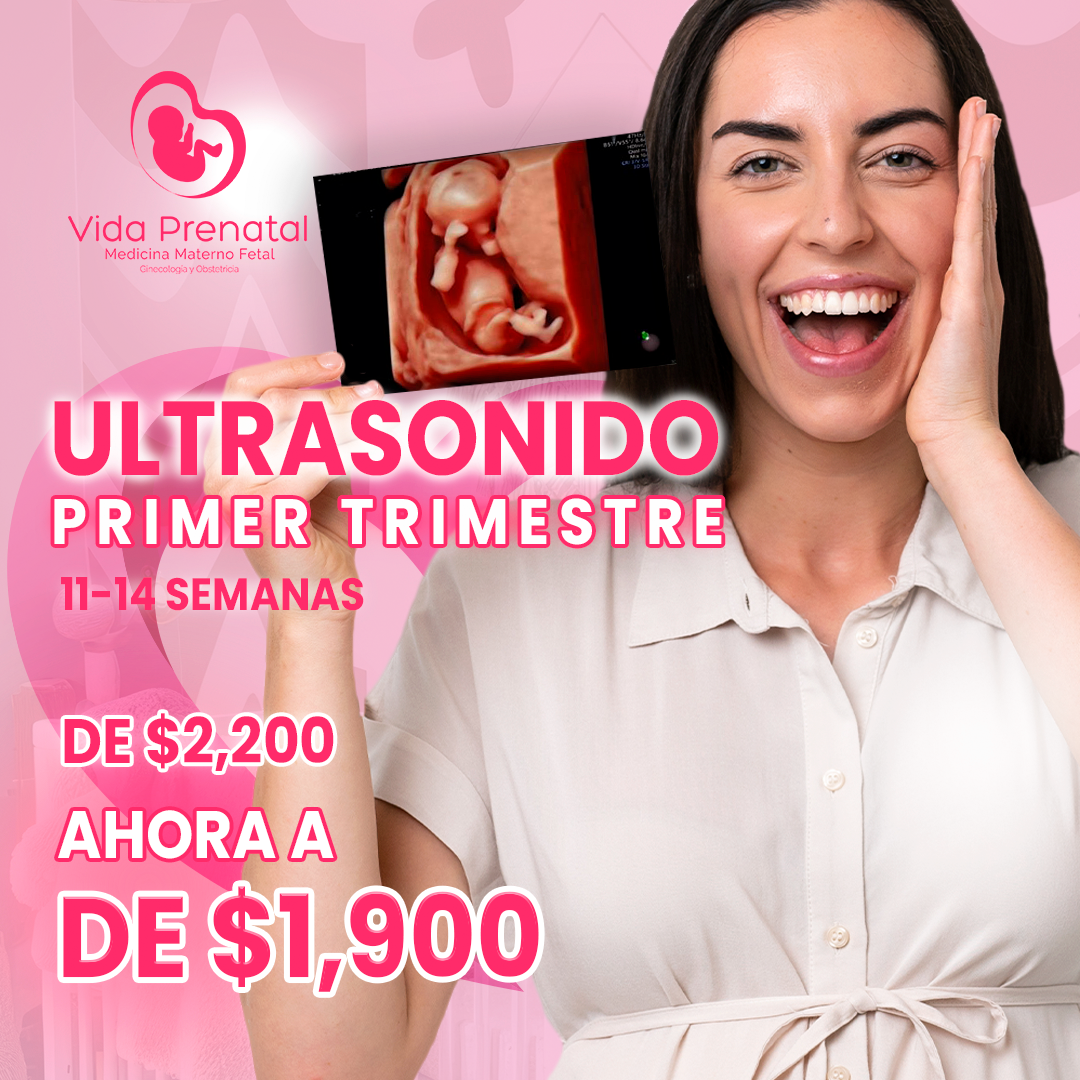 Vida Prenatal
Medicina Materno Fetal
Ginecología y Obstetricia
ULTRASONIDO
PRIMER TRIMESTRE
11-14 SEMANAS
DE $2,200
AHORA A
DE $1,900